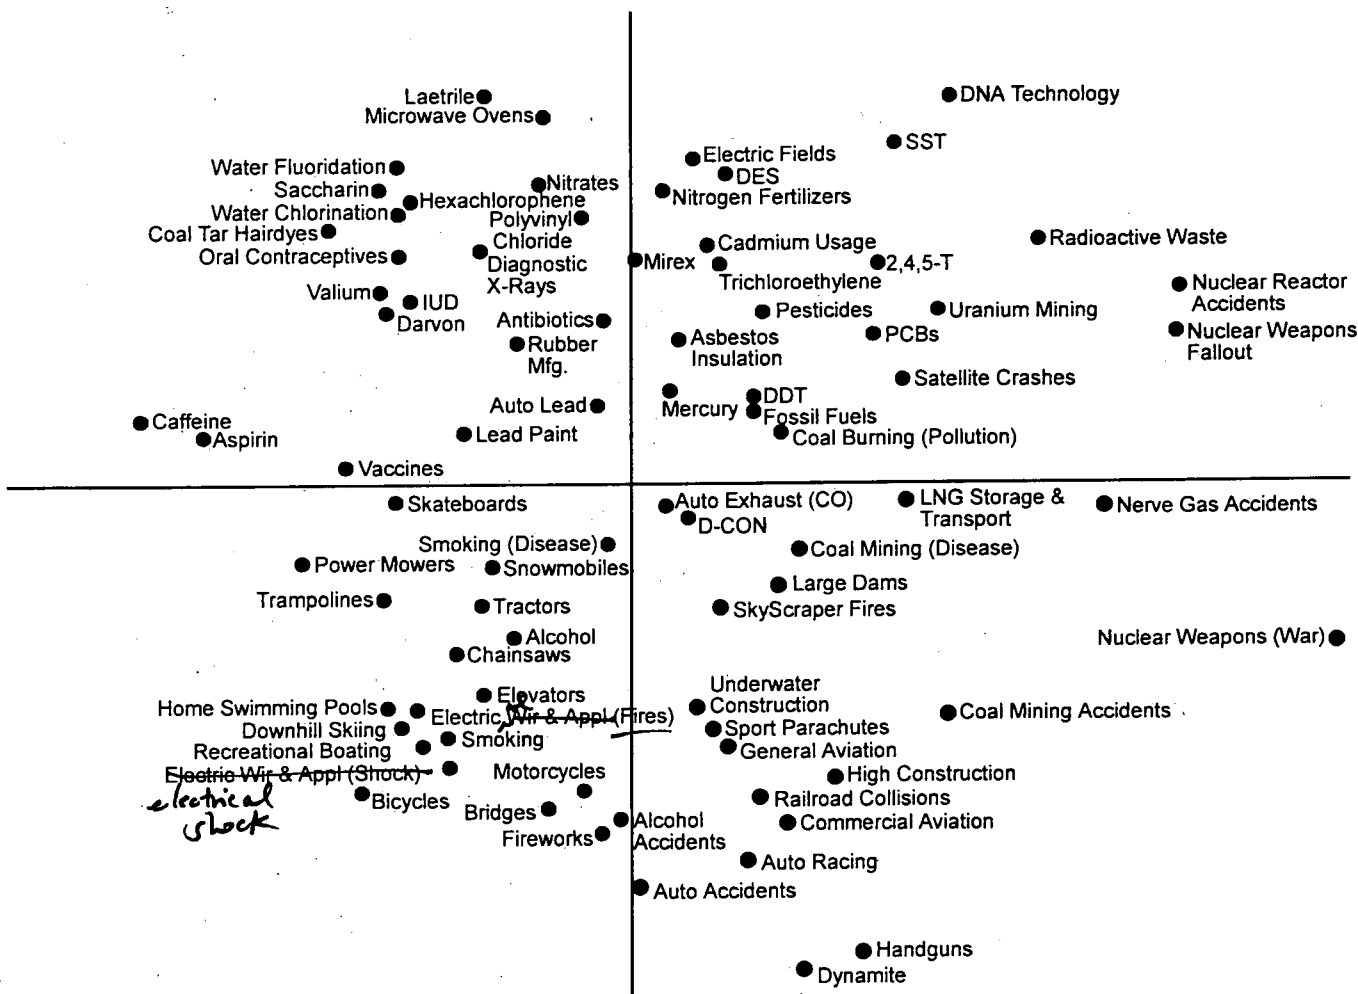 Laetrile
Microwave Ovens
Water Fluoridation
Saccharin
Water Chlorination
Coal Tar Hairdyes
Oral Contraceptives
Hexachlorophene
Nitrates
Polyvinyl
Chloride
Diagnostic
X-Rays
Valium
IUD
Darvon
Antibiotics
Rubber
Mfg.
Auto Lead
Lead Paint
Caffeine
Aspirin
Vaccines
DNA Technology
SST
Electric Fields
DES
Nitrogen Fertilizers
Mirex
Cadmium Usage
Trichloroethylene
2,4,5-T
Radioactive Waste
Nuclear Reactor
Accidents
Pesticides
Uranium Mining
Asbestos
Insulation
PCBs
Nuclear Weapons
Fallout
Satellite Crashes
Mercury
DDT
Fossil Fuels
Coal Burning (Pollution)
Skateboards
Smoking (Disease)
Power Mowers
Snowmobiles
Trampolines
Tractors
Alcohol
Chainsaws
Elevators
Home Swimming Pools
Electric Wir & Appl (Fires)
Downhill Skiing
Smoking
Recreational Boating
Electric Wir & Appl (Shock)
electrical
shock
Motorcycles
Bicycles
Bridges
Fireworks
Alcohol
Accidents
Auto Exhaust (CO)
D-CON
LNG Storage &
Transport
Nerve Gas Accidents
Coal Mining (Disease)
Large Dams
SkyScraper Fires
Nuclear Weapons (War)
Underwater
Construction
Sport Parachutes
General Aviation
Coal Mining Accidents
High Construction
Railroad Collisions
Commercial Aviation
Auto Racing
Auto Accidents
Handguns
Dynamite